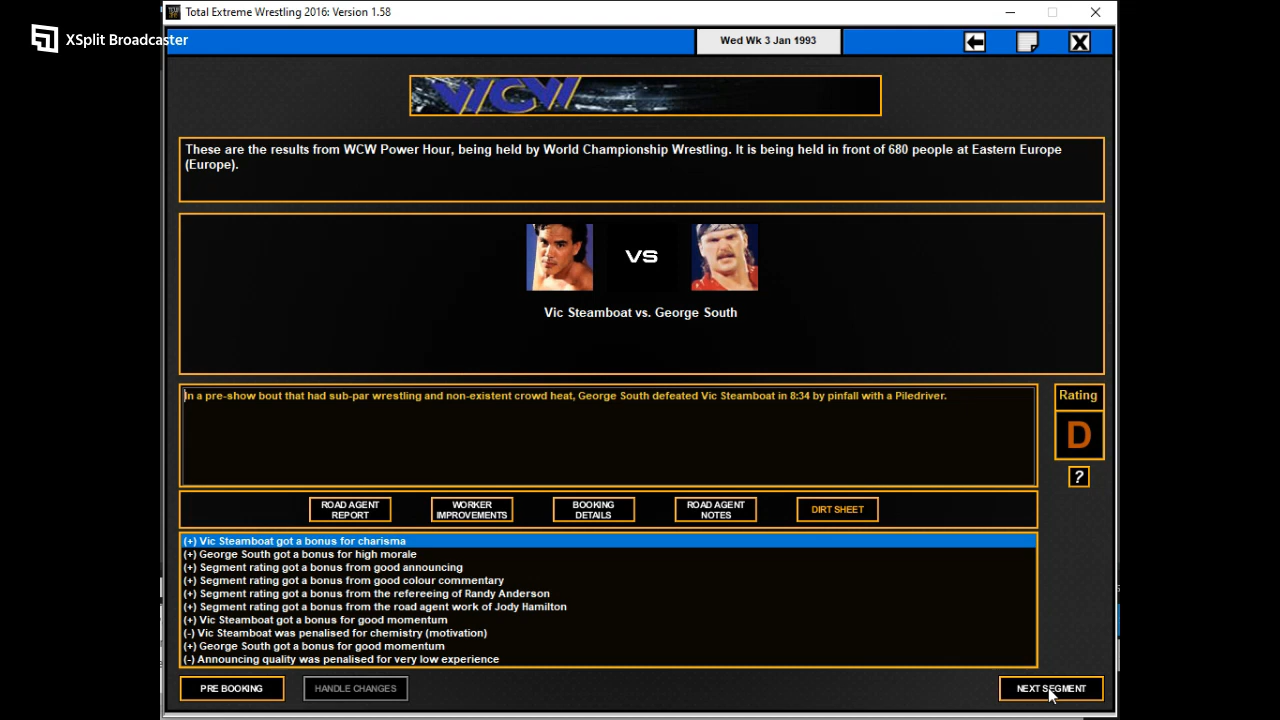 XSplit Broadcaster
Total Extreme Wrestling 2016: Version 1.58
Wed Wk 3 Jan 1993
WCW
These are the results from WCW Power Hour, being held by World Championship Wrestling. It is being held in front of 680 people at Eastern Europe
(Europe).
VS
Vic Steamboat vs. George South
In a pre-show bout that had sub-par wrestling and non-existent crowd heat, George South defeated Vic Steamboat in 8:34 by pinfall with a Piledriver.
Rating
D
?
ROAD AGENT
REPORT
WORKER
IMPROVEMENTS
BOOKING
DETAILS
ROAD AGENT
NOTES
DIRT SHEET
(+) Vic Steamboat got a bonus for charisma
(+) George South got a bonus for high morale
(+) Segment rating got a bonus from good announcing
(+) Segment rating got a bonus from good colour commentary
(+) Segment rating got a bonus from the refereeing of Randy Anderson
(+) Segment rating got a bonus from the road agent work of Jody Hamilton
(+) Vic Steamboat got a bonus for good momentum
(-) Vic Steamboat was penalised for chemistry (motivation)
(+) George South got a bonus for good momentum
(-) Announcing quality was penalised for very low experience
PRE BOOKING
HANDLE CHANGES
NEXT SEGMENT